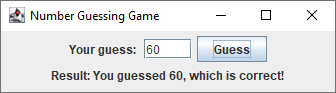 Number Guessing Game
Your guess: 60 Guess
Result: You guessed 60, which is correct!